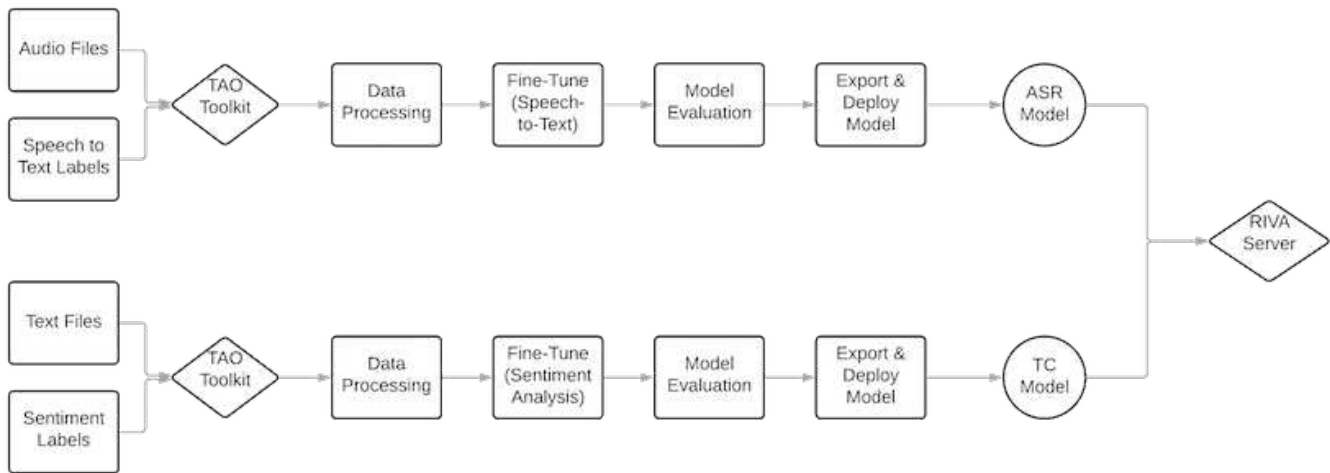 Audio Files
Speech to
Text Labels
TAO
Toolkit
Data
Processing
Fine-Tune
(Speech-
to-Text)
Model
Evaluation
Export &
Deploy
Model
ASR
Model
RIVA
Server
Text Files
Sentiment
Labels
TAO
Toolkit
Data
Processing
Fine-Tune
(Sentiment
Analysis)
Model
Evaluation
Export &
Deploy
Model
TC
Model